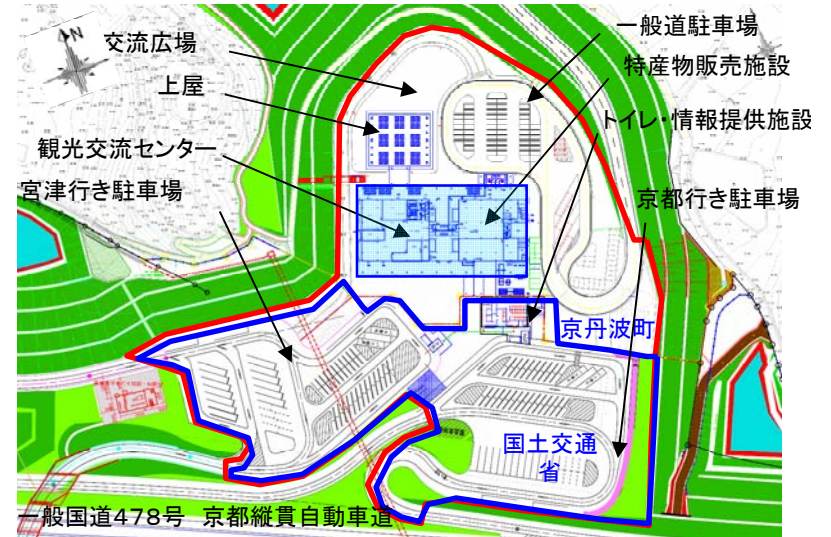 N
一般道駐車場
交流広場
特産物販売施設
上屋
トイレ・情報提供施設
観光交流センター
宮津行き駐車場
京都行き駐車場
京丹波町
国土交通
省
一般国道478号 京都縦貫自動車道